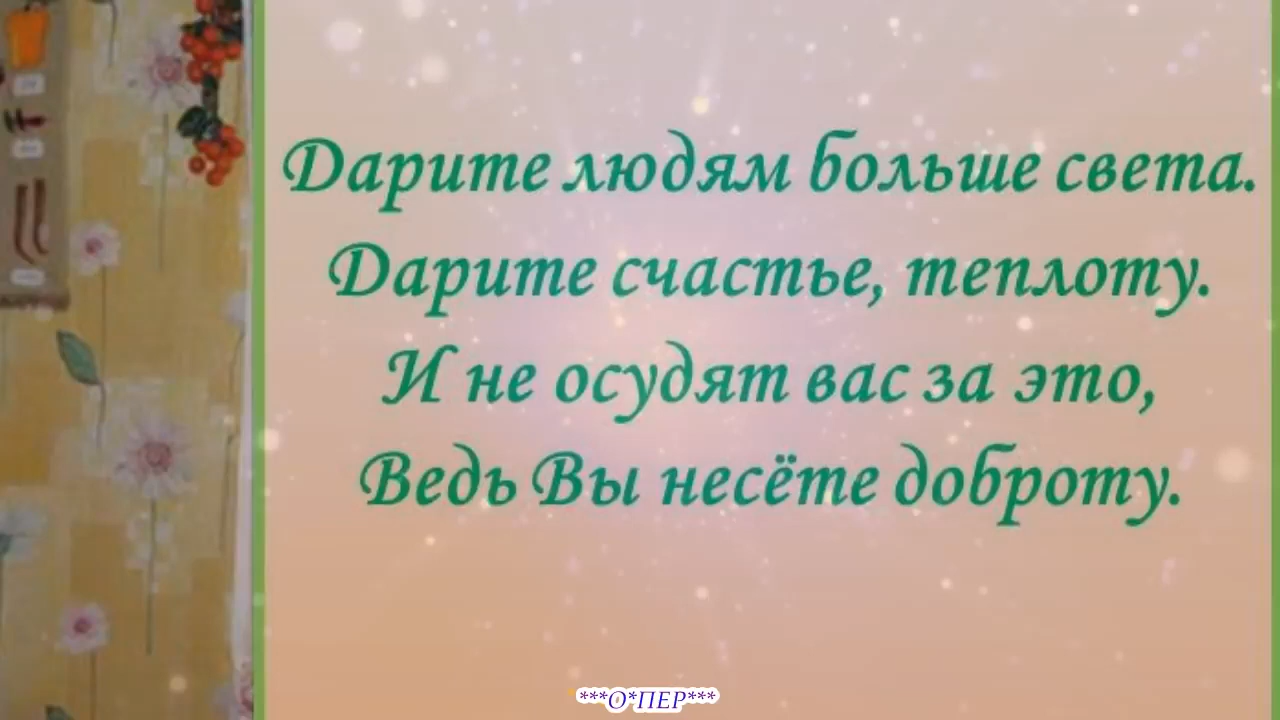 Дарите людям больше света.
Дарите счастье, теплоту.
И не осудят вас за это,
Ведь Вы несёте доброту.
***О*ПЕР***